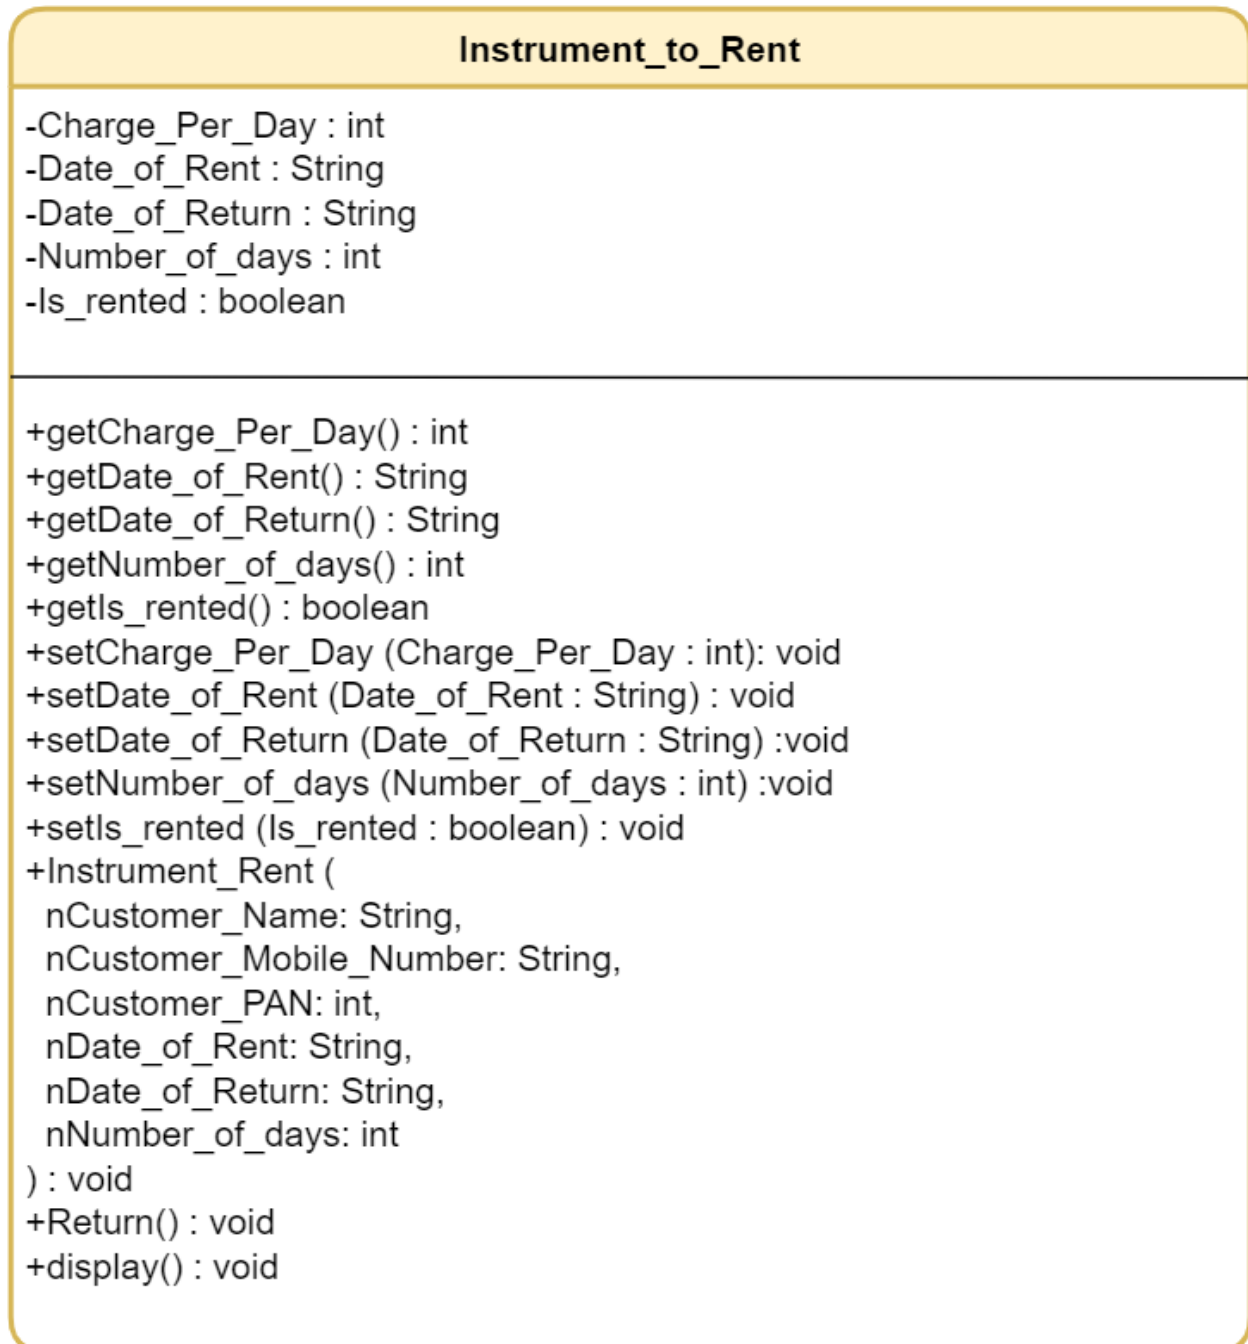 Instrument_to_Rent
-Charge_Per_Day : int
-Date_of_Rent : String
-Date_of_Return : String
-Number_of_days : int
-Is_rented : boolean
+getCharge_Per_Day() : int
+getDate_of_Rent() : String
+getDate_of_Return() : String
+getNumber_of_days() : int
+getIs_rented() : boolean
+setCharge_Per_Day (Charge_Per_Day : int): void
+setDate_of_Rent (Date_of_Rent : String) : void
+setDate_of_Return (Date_of_Return : String) :void
+setNumber_of_days (Number_of_days : int) :void
+setIs_rented (Is_rented : boolean) : void
+Instrument_Rent (
nCustomer_Name: String,
nCustomer_Mobile_Number: String,
nCustomer_PAN: int,
nDate_of_Rent: String,
nDate_of_Return: String,
nNumber_of_days: int
) : void
+Return() : void
+display() : void